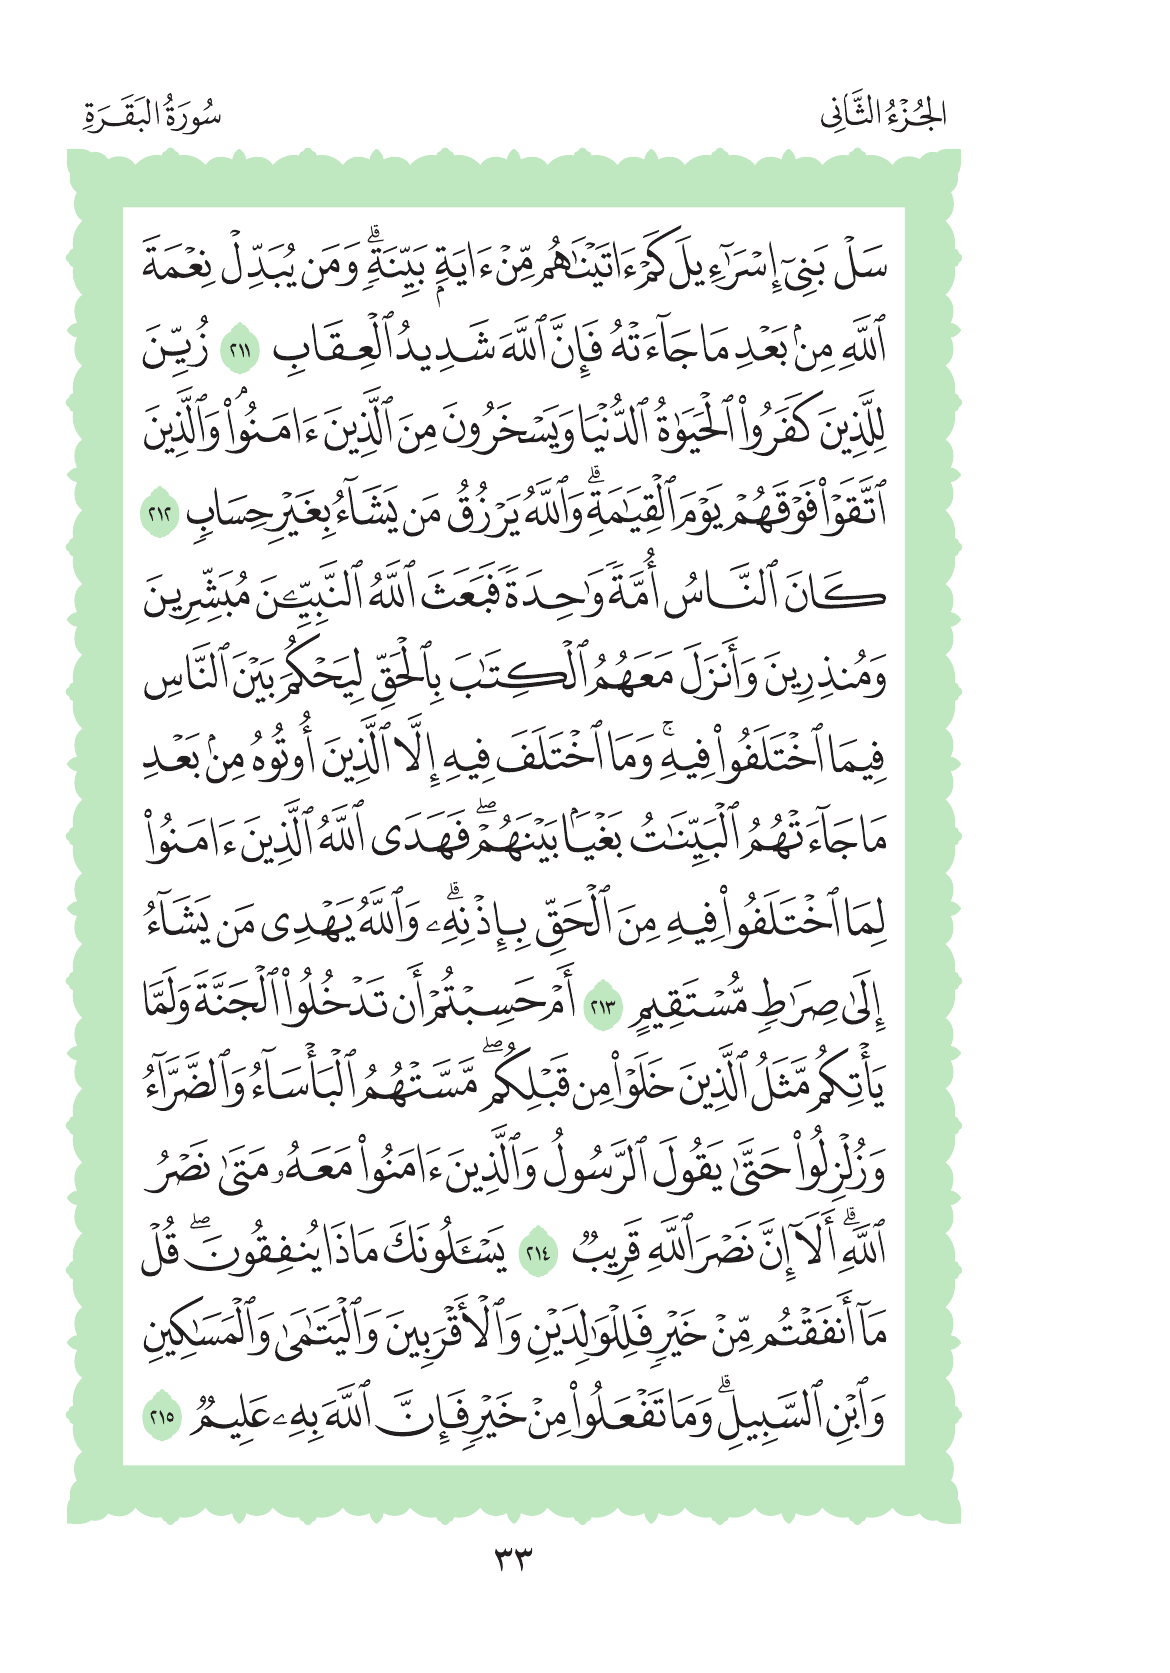 الجُزْءُ الثَّانِى
سُورَةُ البَقَرَةِ
سَلْ بَنِىٓ إِسْرَٰٓءِيلَ كَمْ ءَاتَيْنَٰهُم مِّنْ ءَايَةٍۭ بَيِّنَةٍۗ وَمَن يُبَدِّلْ نِعْمَةَ
ٱللَّهِ مِنۢ بَعْدِ مَا جَآءَتْهُ فَإِنَّ ٱللَّهَ شَدِيدُ ٱلْعِقَابِ ٢١١ زُيِّنَ
لِلَّذِينَ كَفَرُوا۟ ٱلْحَيَوٰةُ ٱلدُّنْيَا وَيَسْخَرُونَ مِنَ ٱلَّذِينَ ءَامَنُوا۟ۘ وَٱلَّذِينَ
ٱتَّقَوْا۟ فَوْقَهُمْ يَوْمَ ٱلْقِيَٰمَةِۗ وَٱللَّهُ يَرْزُقُ مَن يَشَآءُ بِغَيْرِ حِسَابٍ ٢١٢
كَانَ ٱلنَّاسُ أُمَّةً وَٰحِدَةً فَبَعَثَ ٱللَّهُ ٱلنَّبِيِّۦنَ مُبَشِّرِينَ
وَمُنذِرِينَ وَأَنزَلَ مَعَهُمُ ٱلْكِتَٰبَ بِٱلْحَقِّ لِيَحْكُمَ بَيْنَ ٱلنَّاسِ
فِيمَا ٱخْتَلَفُوا۟ فِيهِۚ وَمَا ٱخْتَلَفَ فِيهِ إِلَّا ٱلَّذِينَ أُوتُوهُ مِنۢ بَعْدِ
مَا جَآءَتْهُمُ ٱلْبَيِّنَٰتُ بَغْيًۢا بَيْنَهُمْۖ فَهَدَى ٱللَّهُ ٱلَّذِينَ ءَامَنُوا۟
لِمَا ٱخْتَلَفُوا۟ فِيهِ مِنَ ٱلْحَقِّ بِإِذْنِهِۦۗ وَٱللَّهُ يَهْدِى مَن يَشَآءُ
إِلَىٰ صِرَٰطٍ مُّسْتَقِيمٍ ٢١٣ أَمْ حَسِبْتُمْ أَن تَدْخُلُوا۟ ٱلْجَنَّةَ وَلَمَّا
يَأْتِكُم مَّثَلُ ٱلَّذِينَ خَلَوْا۟ مِن قَبْلِكُمۖ مَّسَّتْهُمُ ٱلْبَأْسَآءُ وَٱلضَّرَّآءُ
وَزُلْزِلُوا۟ حَتَّىٰ يَقُولَ ٱلرَّسُولُ وَٱلَّذِينَ ءَامَنُوا۟ مَعَهُۥ مَتَىٰ نَصْرُ
ٱللَّهِۗ أَلَآ إِنَّ نَصْرَ ٱللَّهِ قَرِيبٌ ٢١٤ يَسْـَٔلُونَكَ مَاذَا يُنفِقُونَۖ قُلْ
مَآ أَنفَقْتُم مِّنْ خَيْرٍ فَلِلْوَٰلِدَيْنِ وَٱلْأَقْرَبِينَ وَٱلْيَتَٰمَىٰ وَٱلْمَسَٰكِينِ
وَٱبْنِ ٱلسَّبِيلِۗ وَمَا تَفْعَلُوا۟ مِنْ خَيْرٍ فَإِنَّ ٱللَّهَ بِهِۦ عَلِيمٌ ٢١٥
٣٣